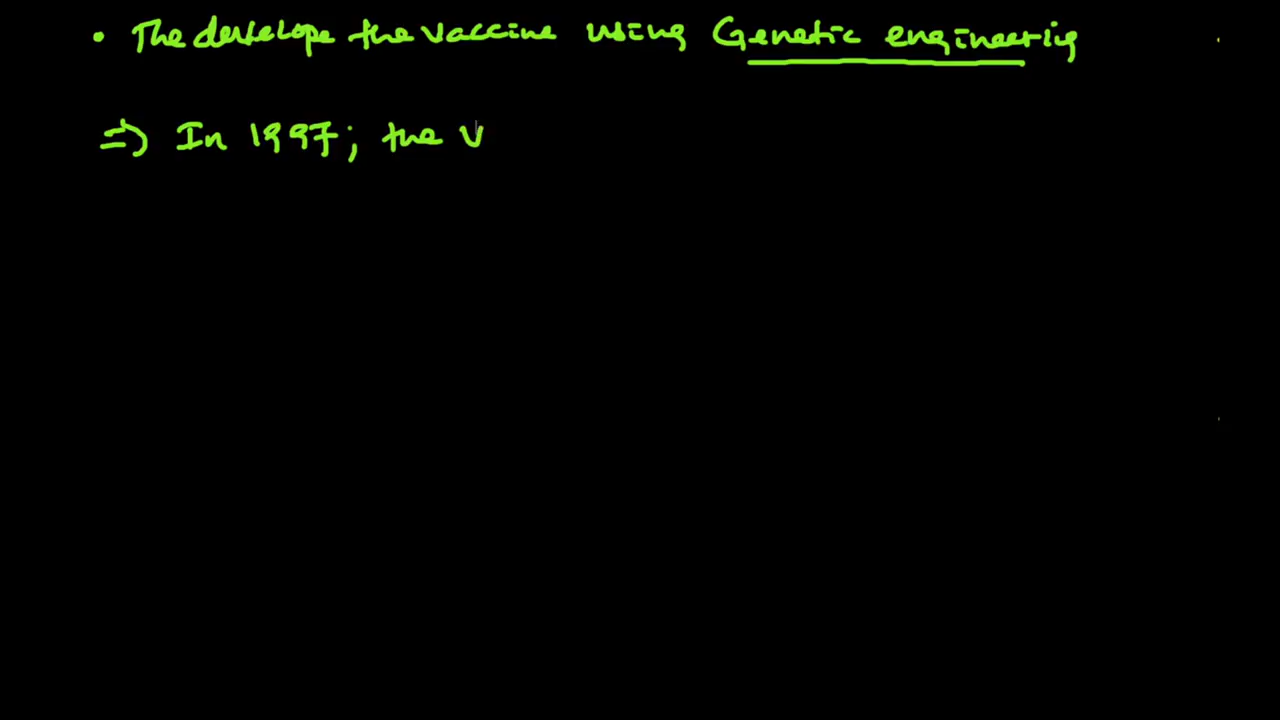 • The develope the vaccine using Genetic engineering
⇒ In 1997; the v